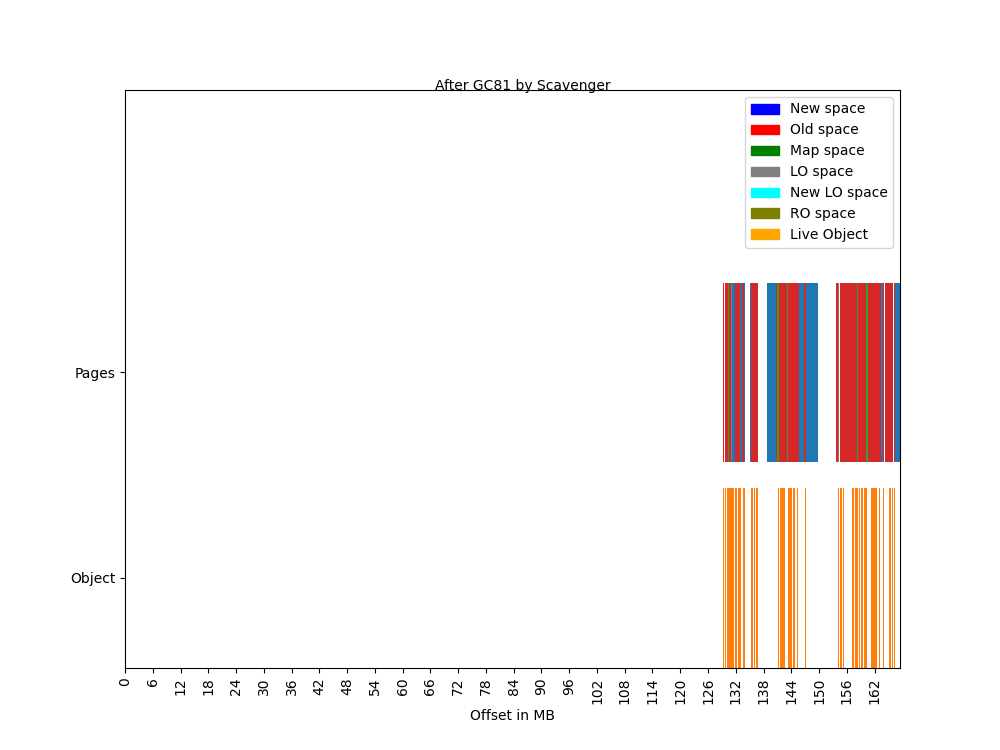 After GC81 by Scavenger
New space
Old space
Map space
LO space
New LO space
RO space
Live Object
Pages
Object
0 6 12 18 24 30 36 42 48 54 60 66 72 78 84 90 96 102 108 114 120 126 132 138 144 150 156 162
Offset in MB